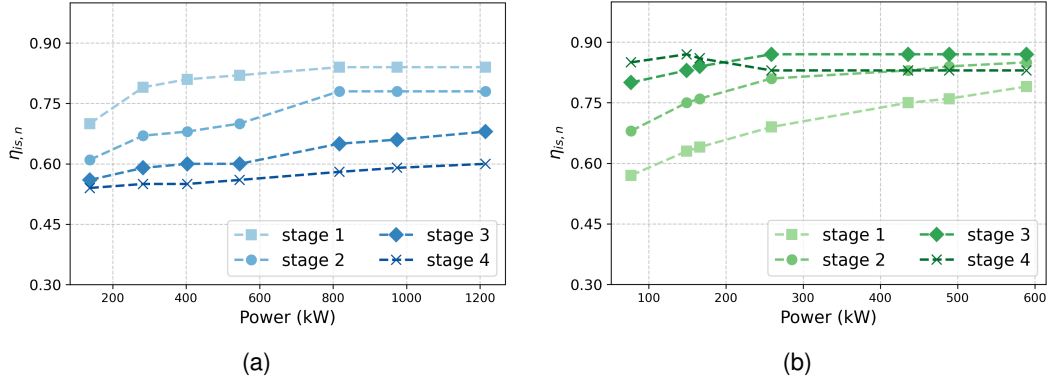 0.90
0.75
0.60
0.45
0.30
η_{is,n}
stage 1
stage 2
stage 3
stage 4
200 400 600 800 1000 1200
Power (kW)
(a)
0.90
0.75
0.60
0.45
0.30
η_{is,n}
stage 1
stage 2
stage 3
stage 4
100 200 300 400 500 600
Power (kW)
(b)